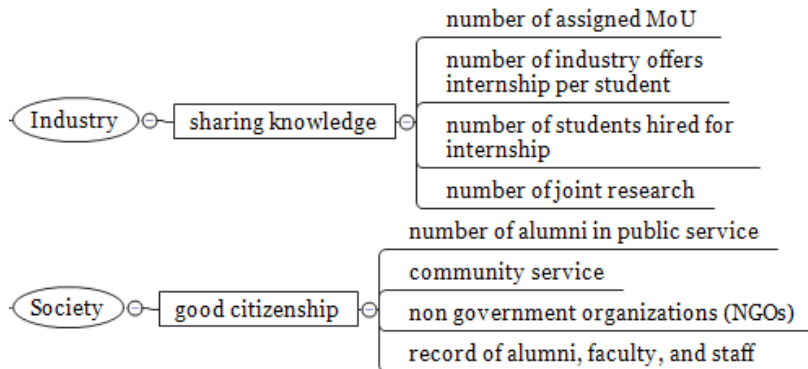 number of assigned MoU
number of industry offers
internship per student
Industry
sharing knowledge
number of students hired for
internship
number of joint research
number of alumni in public service
community service
Society
good citizenship
non government organizations (NGOs)
record of alumni, faculty, and staff